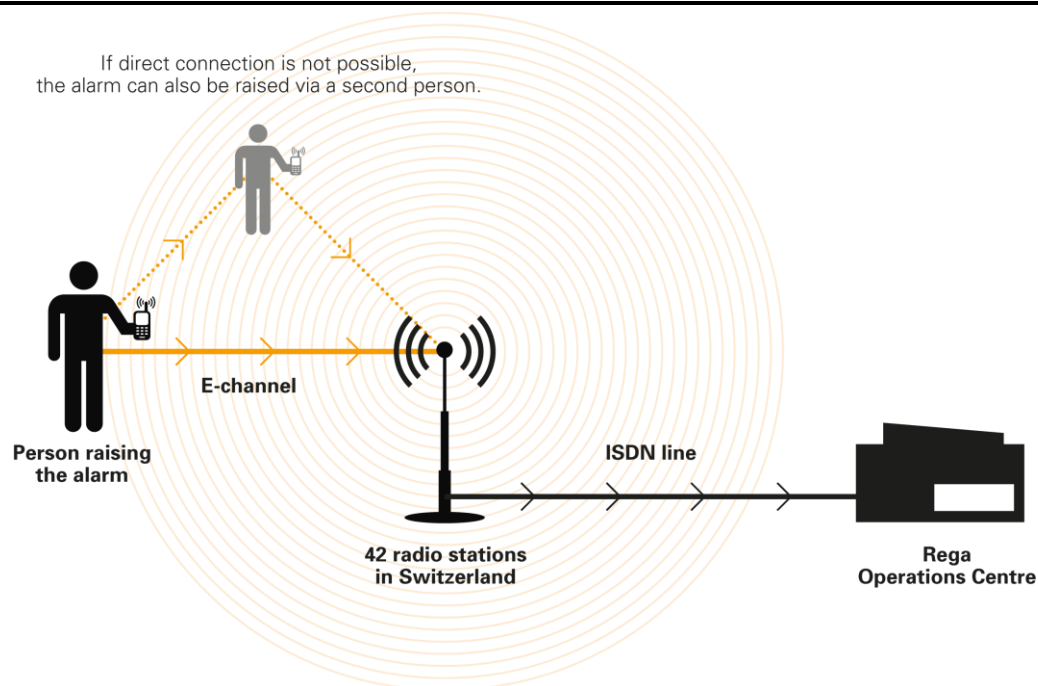 If direct connection is not possible,
the alarm can also be raised via a second person.
E-channel
Person raising
the alarm
ISDN line
42 radio stations
in Switzerland
Rega
Operations Centre